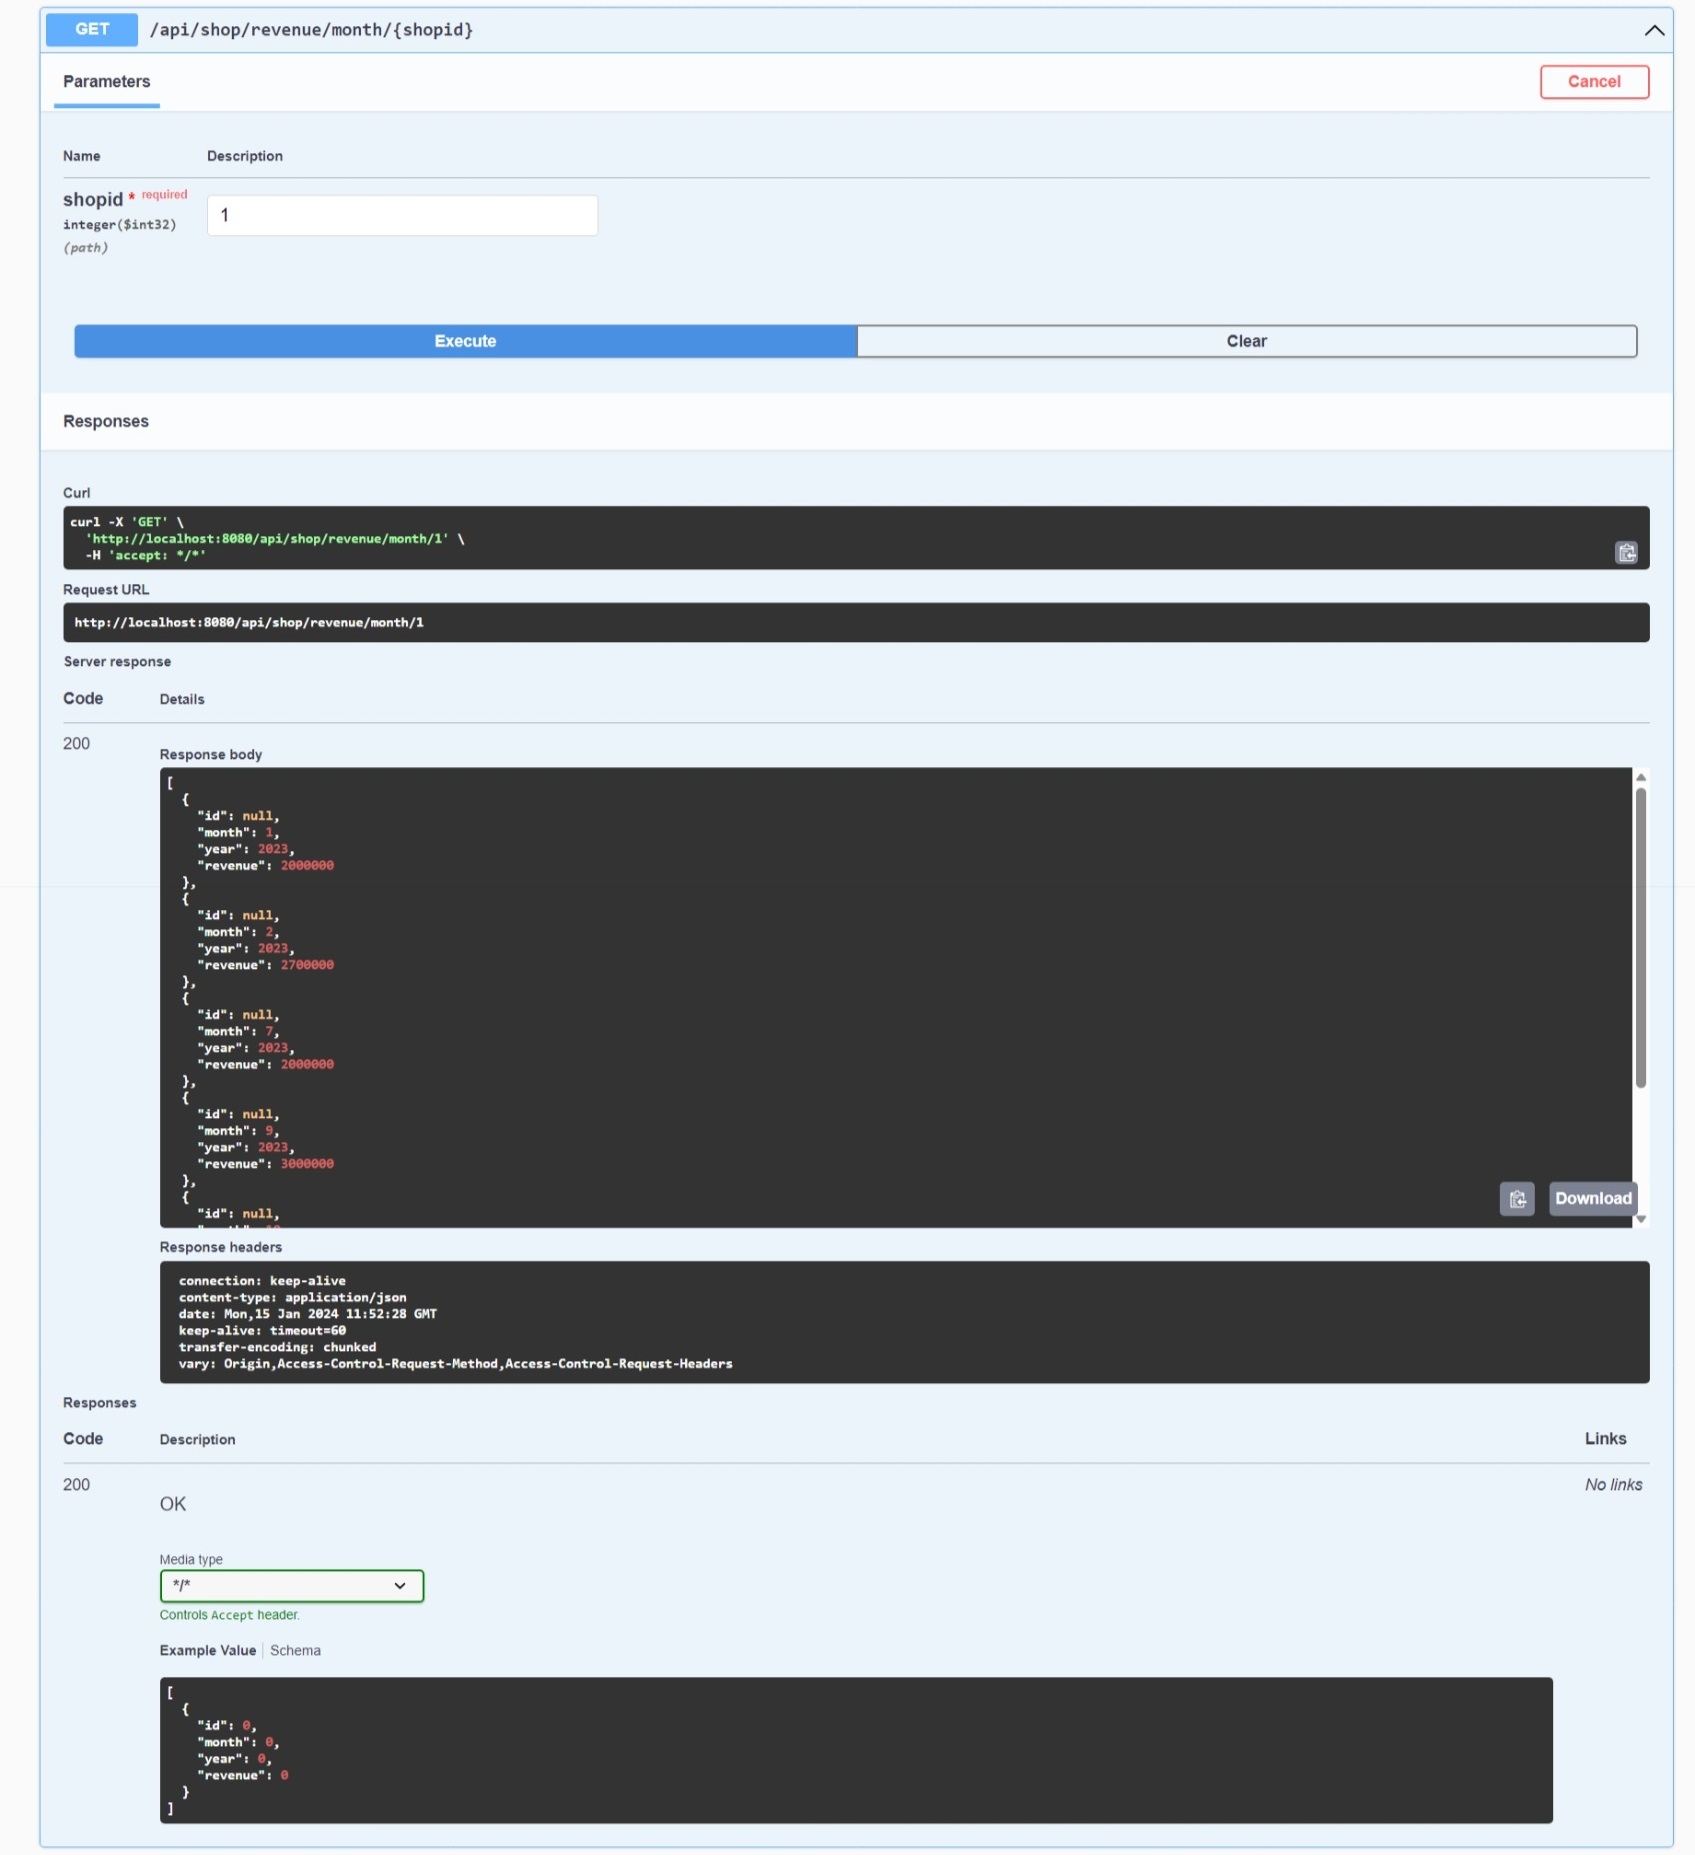 GET /api/shop/revenue/month/{shopid}
Parameters
Cancel
Name Description
shopid * required
integer($int32)
(path)
1
Execute Clear
Responses
Curl
curl -X 'GET' \
'http://localhost:8080/api/shop/revenue/month/1' \
-H 'accept: */*'
Request URL
http://localhost:8080/api/shop/revenue/month/1
Server response
Code Details
200
Response body
[
{
"id": null,
"month": 1,
"year": 2023,
"revenue": 2000000
},
{
"id": null,
"month": 2,
"year": 2023,
"revenue": 2700000
},
{
"id": null,
"month": 7,
"year": 2023,
"revenue": 2000000
},
{
"id": null,
"month": 9,
"year": 2023,
"revenue": 3000000
},
{
"id": null,
Download
Response headers
connection: keep-alive
content-type: application/json
date: Mon,15 Jan 2024 11:52:28 GMT
keep-alive: timeout=60
transfer-encoding: chunked
vary: Origin,Access-Control-Request-Method,Access-Control-Request-Headers
Responses
Code Description Links
200 No links
OK
Media type
*/*
Controls Accept header.
Example Value Schema
[
{
"id": 0,
"month": 0,
"year": 0,
"revenue": 0
}
]